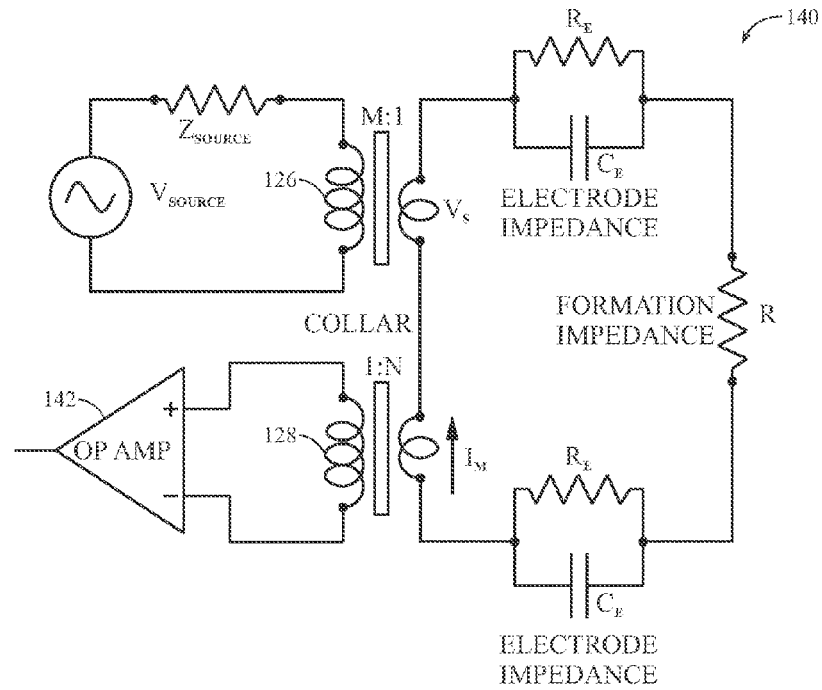 140
R_E
Z_SOURCE
M:1
126
V_SOURCE
V_S
C_E
ELECTRODE
IMPEDANCE
FORMATION
IMPEDANCE
R
COLLAR
1:N
142
+
OP AMP
−
128
I_M
R_E
C_E
ELECTRODE
IMPEDANCE